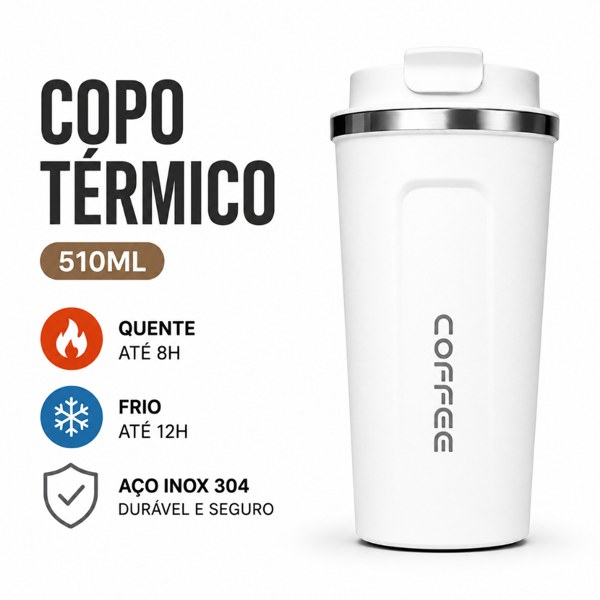 COPO
TÉRMICO
510ML
QUENTE
ATÉ 8H
FRIO
ATÉ 12H
AÇO INOX 304
DURÁVEL E SEGURO
COFFEE